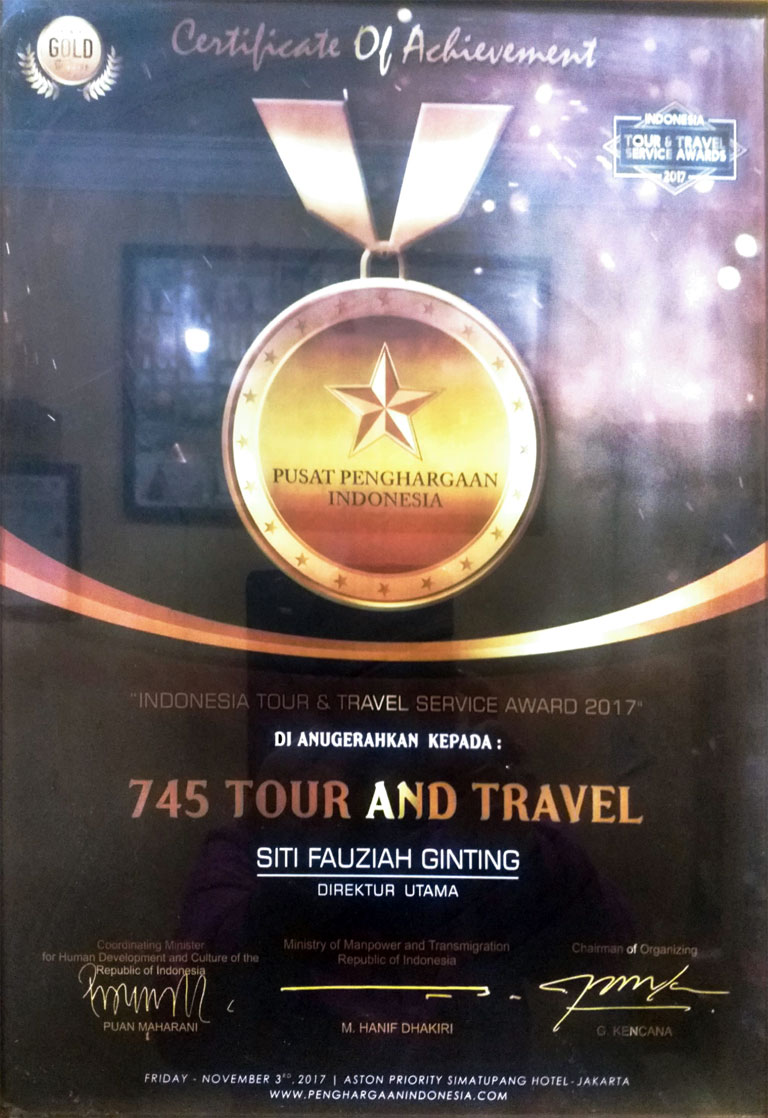 GOLD
Certificate Of Achievement
INDONESIA
TOUR & TRAVEL
SERVICE AWARDS
2017
PUSAT PENGHARGAAN
INDONESIA
"INDONESIA TOUR & TRAVEL SERVICE AWARD 2017"
DI ANUGERAHKAN KEPADA :
745 TOUR AND TRAVEL
SITI FAUZIAH GINTING
DIREKTUR UTAMA
Coordinating Minister
for Human Development and Culture of the
Republic of Indonesia
PUAN MAHARANI
Ministry of Manpower and Transmigration
Republic of Indonesia
M. HANIF DHAKIRI
Chairman of Organizing
G. KENCANA
FRIDAY - NOVEMBER 3RD, 2017 | ASTON PRIORITY SIMATUPANG HOTEL - JAKARTA
WWW.PENGHARGAANINDONESIA.COM